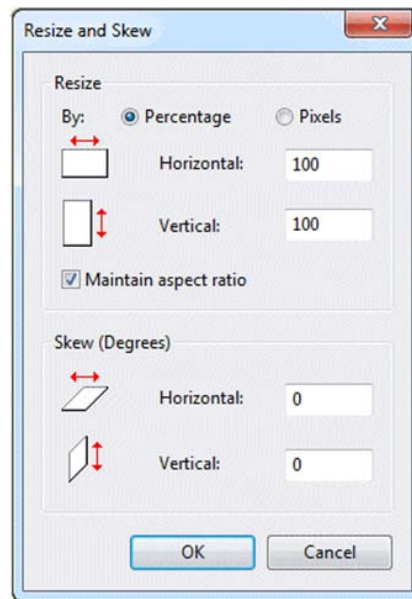 Resize and Skew
Resize
By: Percentage Pixels
Horizontal: 100
Vertical: 100
Maintain aspect ratio
Skew (Degrees)
Horizontal: 0
Vertical: 0
OK Cancel